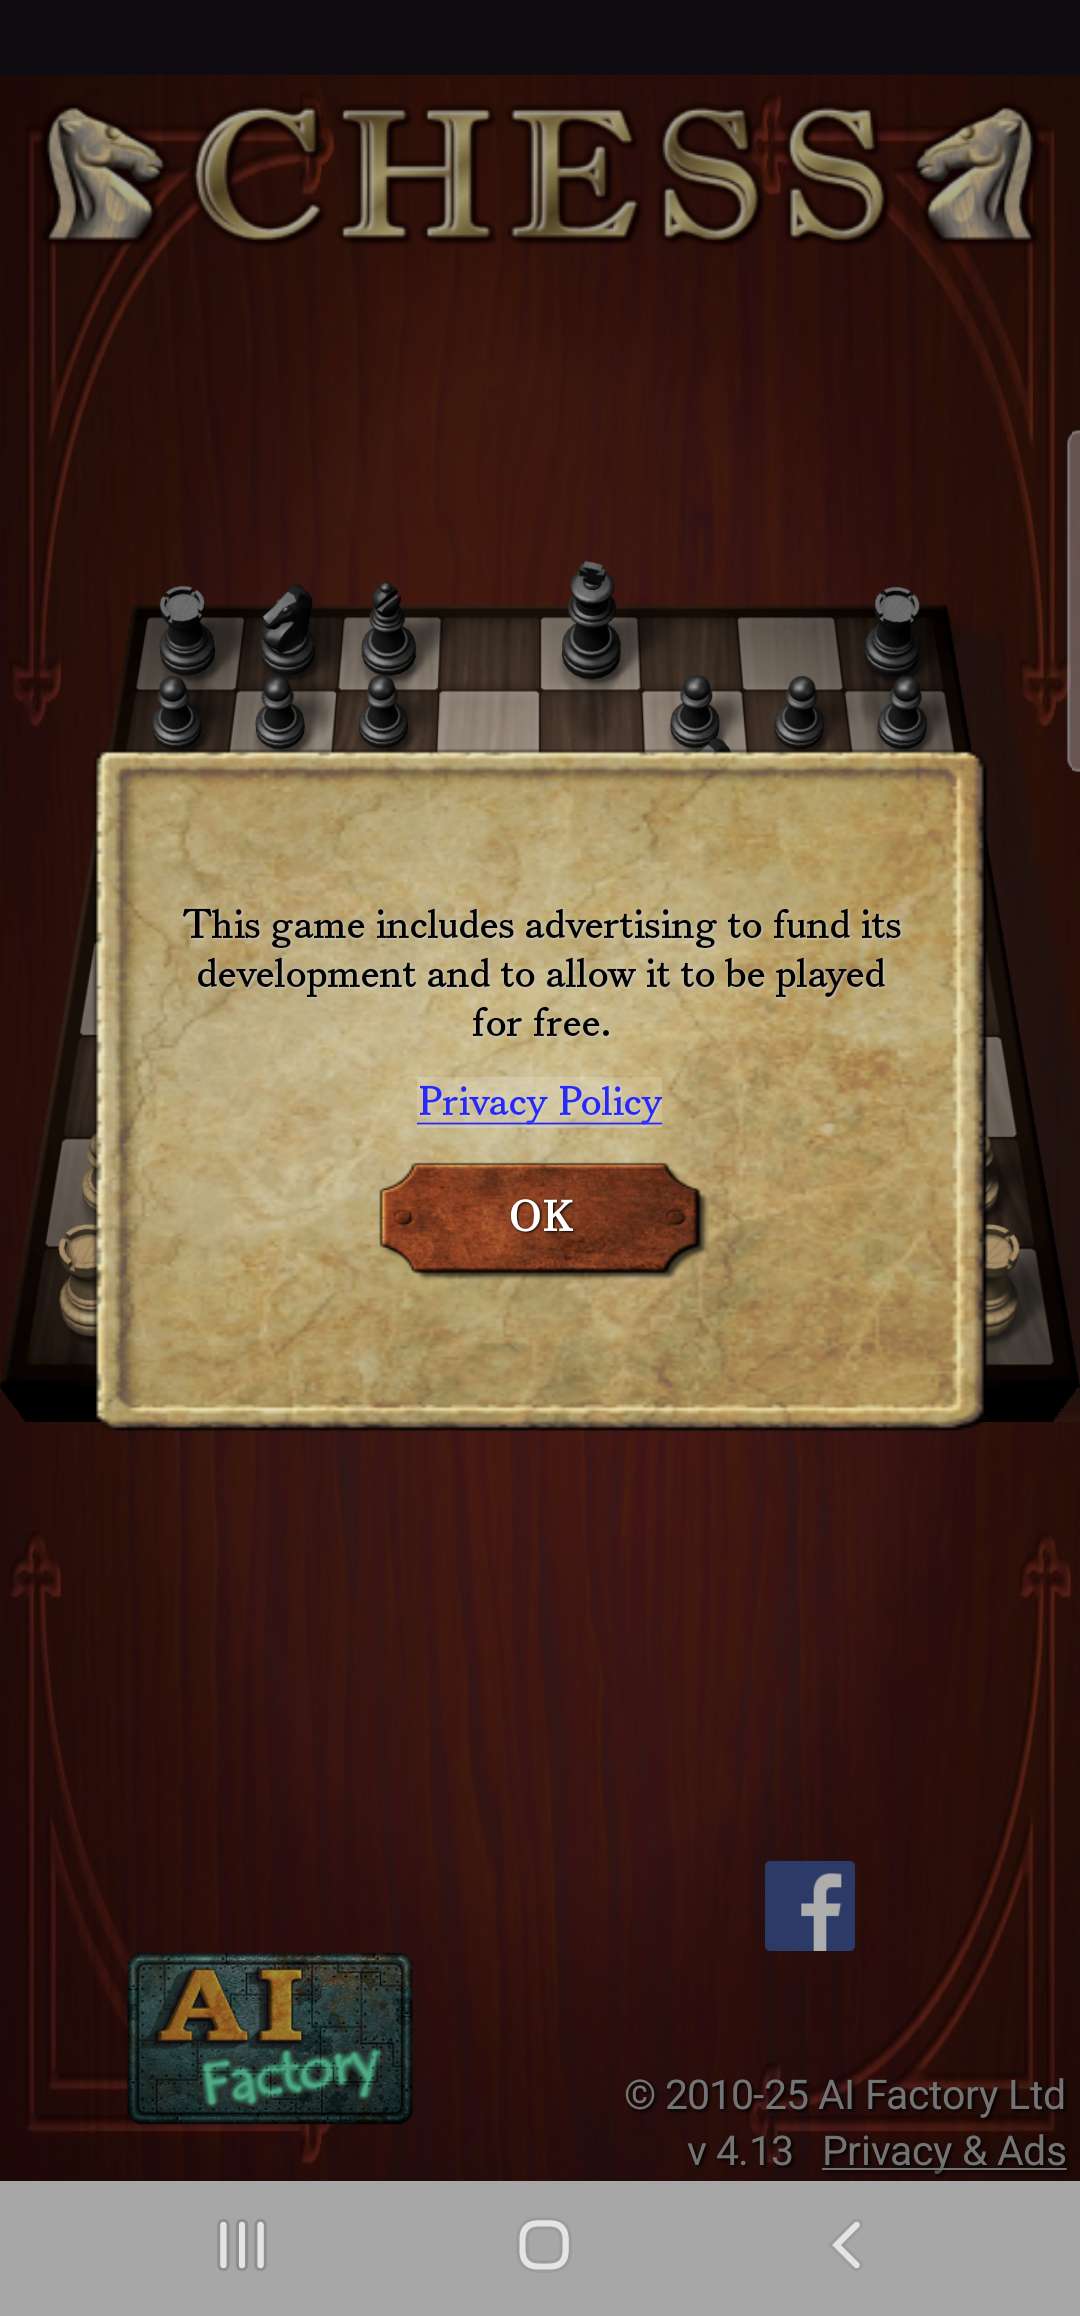 CHESS
This game includes advertising to fund its
development and to allow it to be played
for free.
Privacy Policy
OK
AI
Factory
© 2010-25 AI Factory Ltd
v 4.13 Privacy & Ads